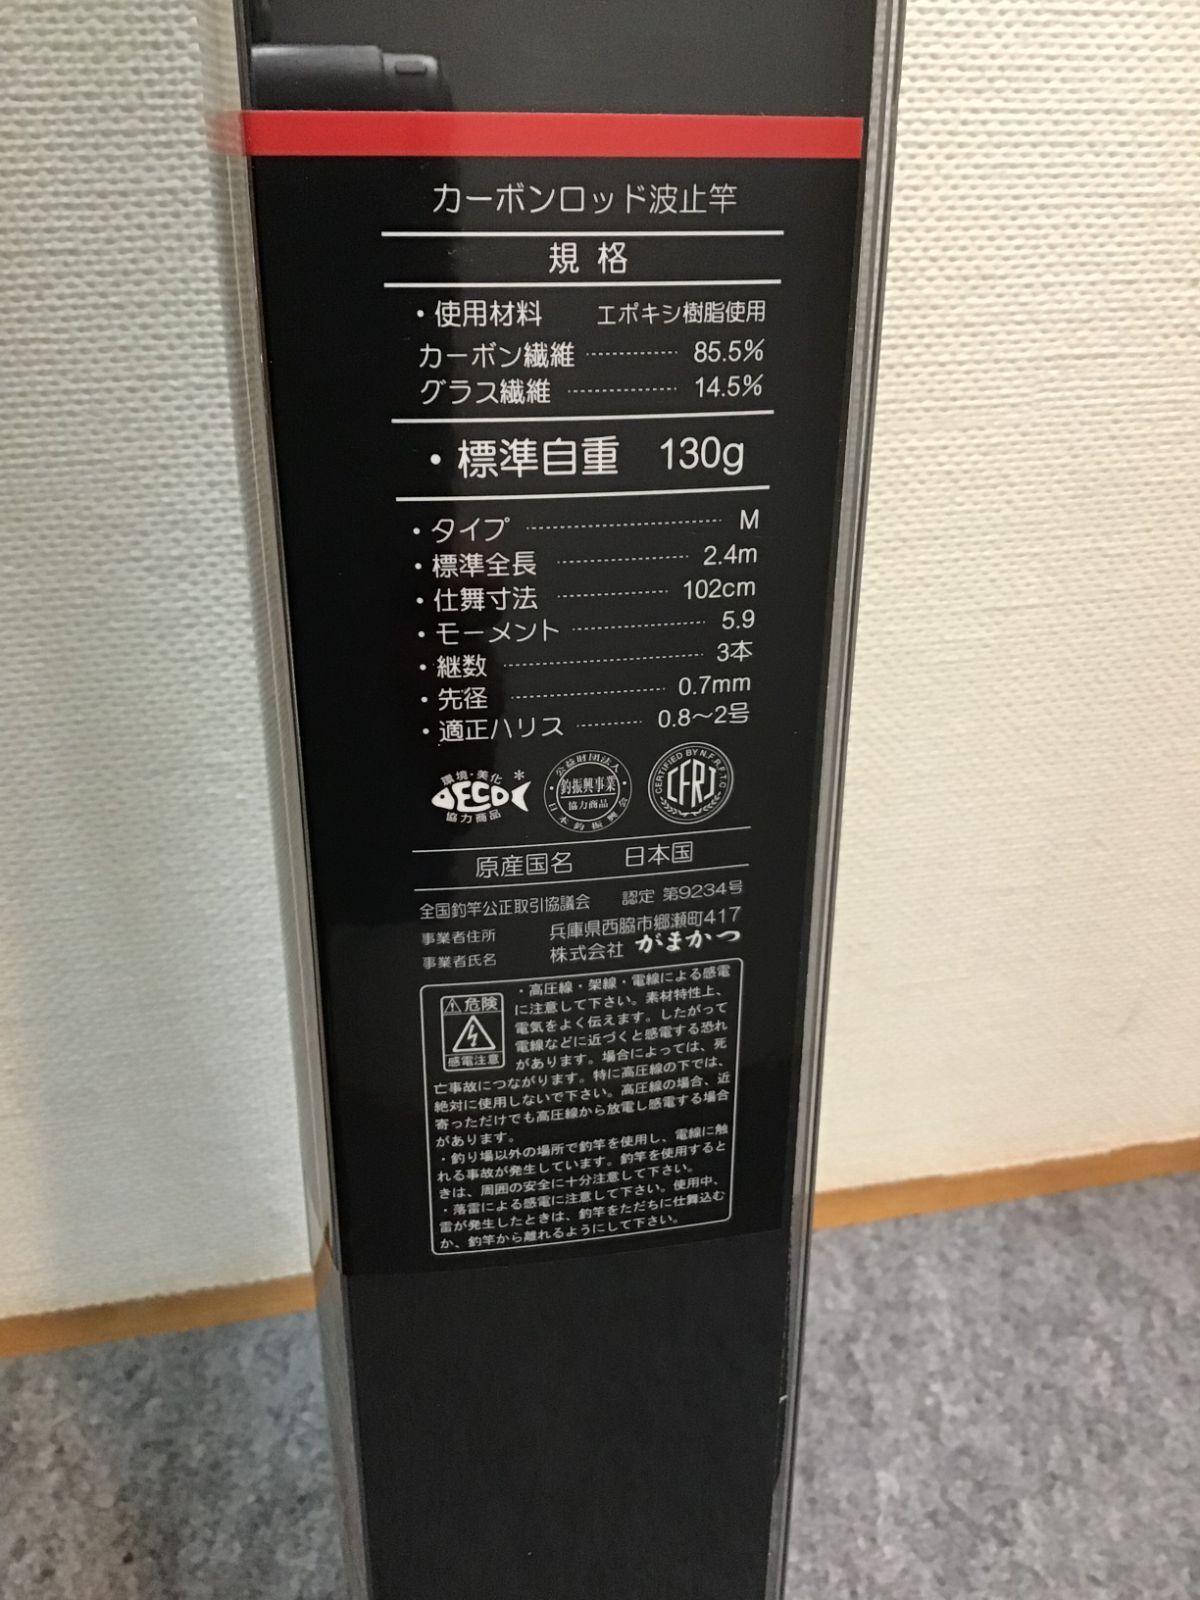 カーボンロッド波止竿
規格
・使用材料 エポキシ樹脂使用
カーボン繊維 85.5%
グラス繊維 14.5%
・標準自重 130g
・タイプ M
・標準全長 2.4m
・仕舞寸法 102cm
・モーメント 5.9
・継数 3本
・先径 0.7mm
・適正ハリス 0.8〜2号
環境・美化
ECO
協力商品
公益財団法人
釣振興事業
協力商品
日本釣振興会
CERTIFIED BY N.F.R.F.T.C
CFRJ
原産国名 日本国
全国釣竿公正取引協議会 認定 第9234号
事業者住所 兵庫県西脇市郷瀬町417
事業者氏名 株式会社 がまかつ
危険
感電注意
・高圧線・架線・電線による感電
に注意して下さい。素材特性上、
電気をよく伝えます。したがって
電線などに近づくと感電する恐れ
があります。場合によっては、死
亡事故につながります。特に高圧線の下では、
絶対に使用しないで下さい。高圧線の場合、近
寄っただけでも高圧線から放電し感電する場合
があります。
・釣り場以外の場所で釣竿を使用し、電線に触
れる事故が発生しています。釣竿を使用すると
きは、周囲の安全に十分注意して下さい。
・落雷による感電に注意して下さい。使用中、
雷が発生したときは、釣竿をただちに仕舞込む
か、釣竿から離れるようにして下さい。